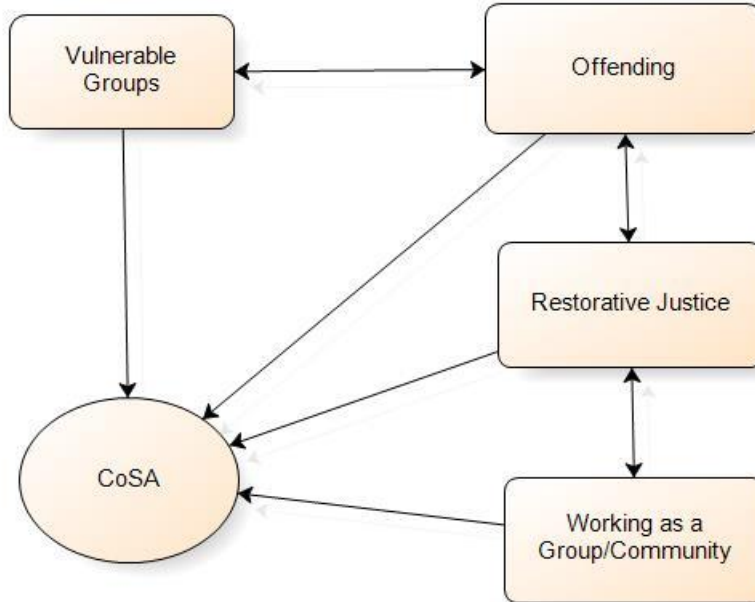 Vulnerable
Groups
Offending
Restorative Justice
CoSA
Working as a
Group/Community